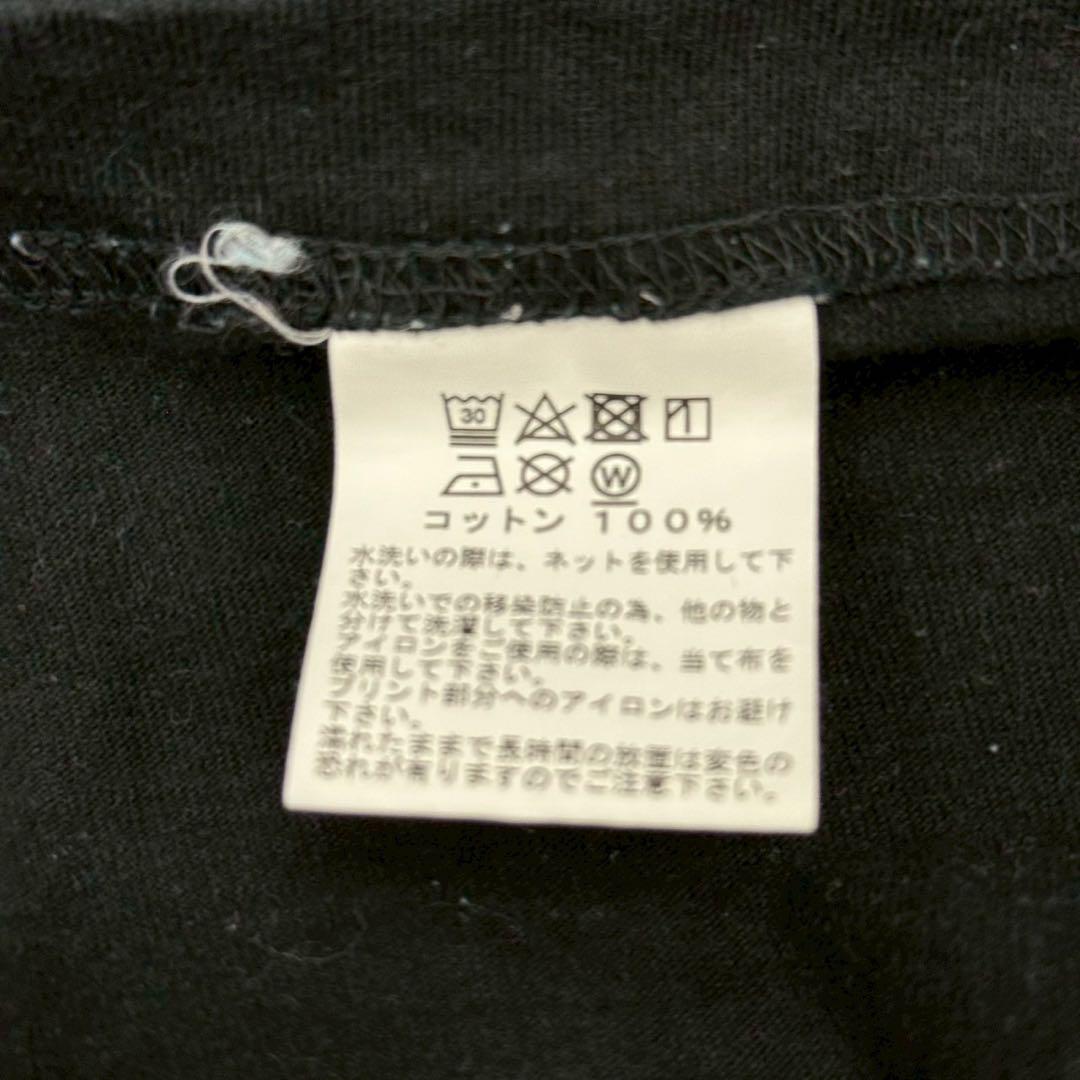 30
W
コットン 100%
水洗いの際は、ネットを使用して下
さい。
水洗いでの移染防止の為、他の物と
分けて洗濯して下さい。
アイロンをご使用の際は、当て布を
使用して下さい。
プリント部分へのアイロンはお避け
下さい。
濡れたままで長時間の放置は変色の
恐れが有りますのでご注意下さい。